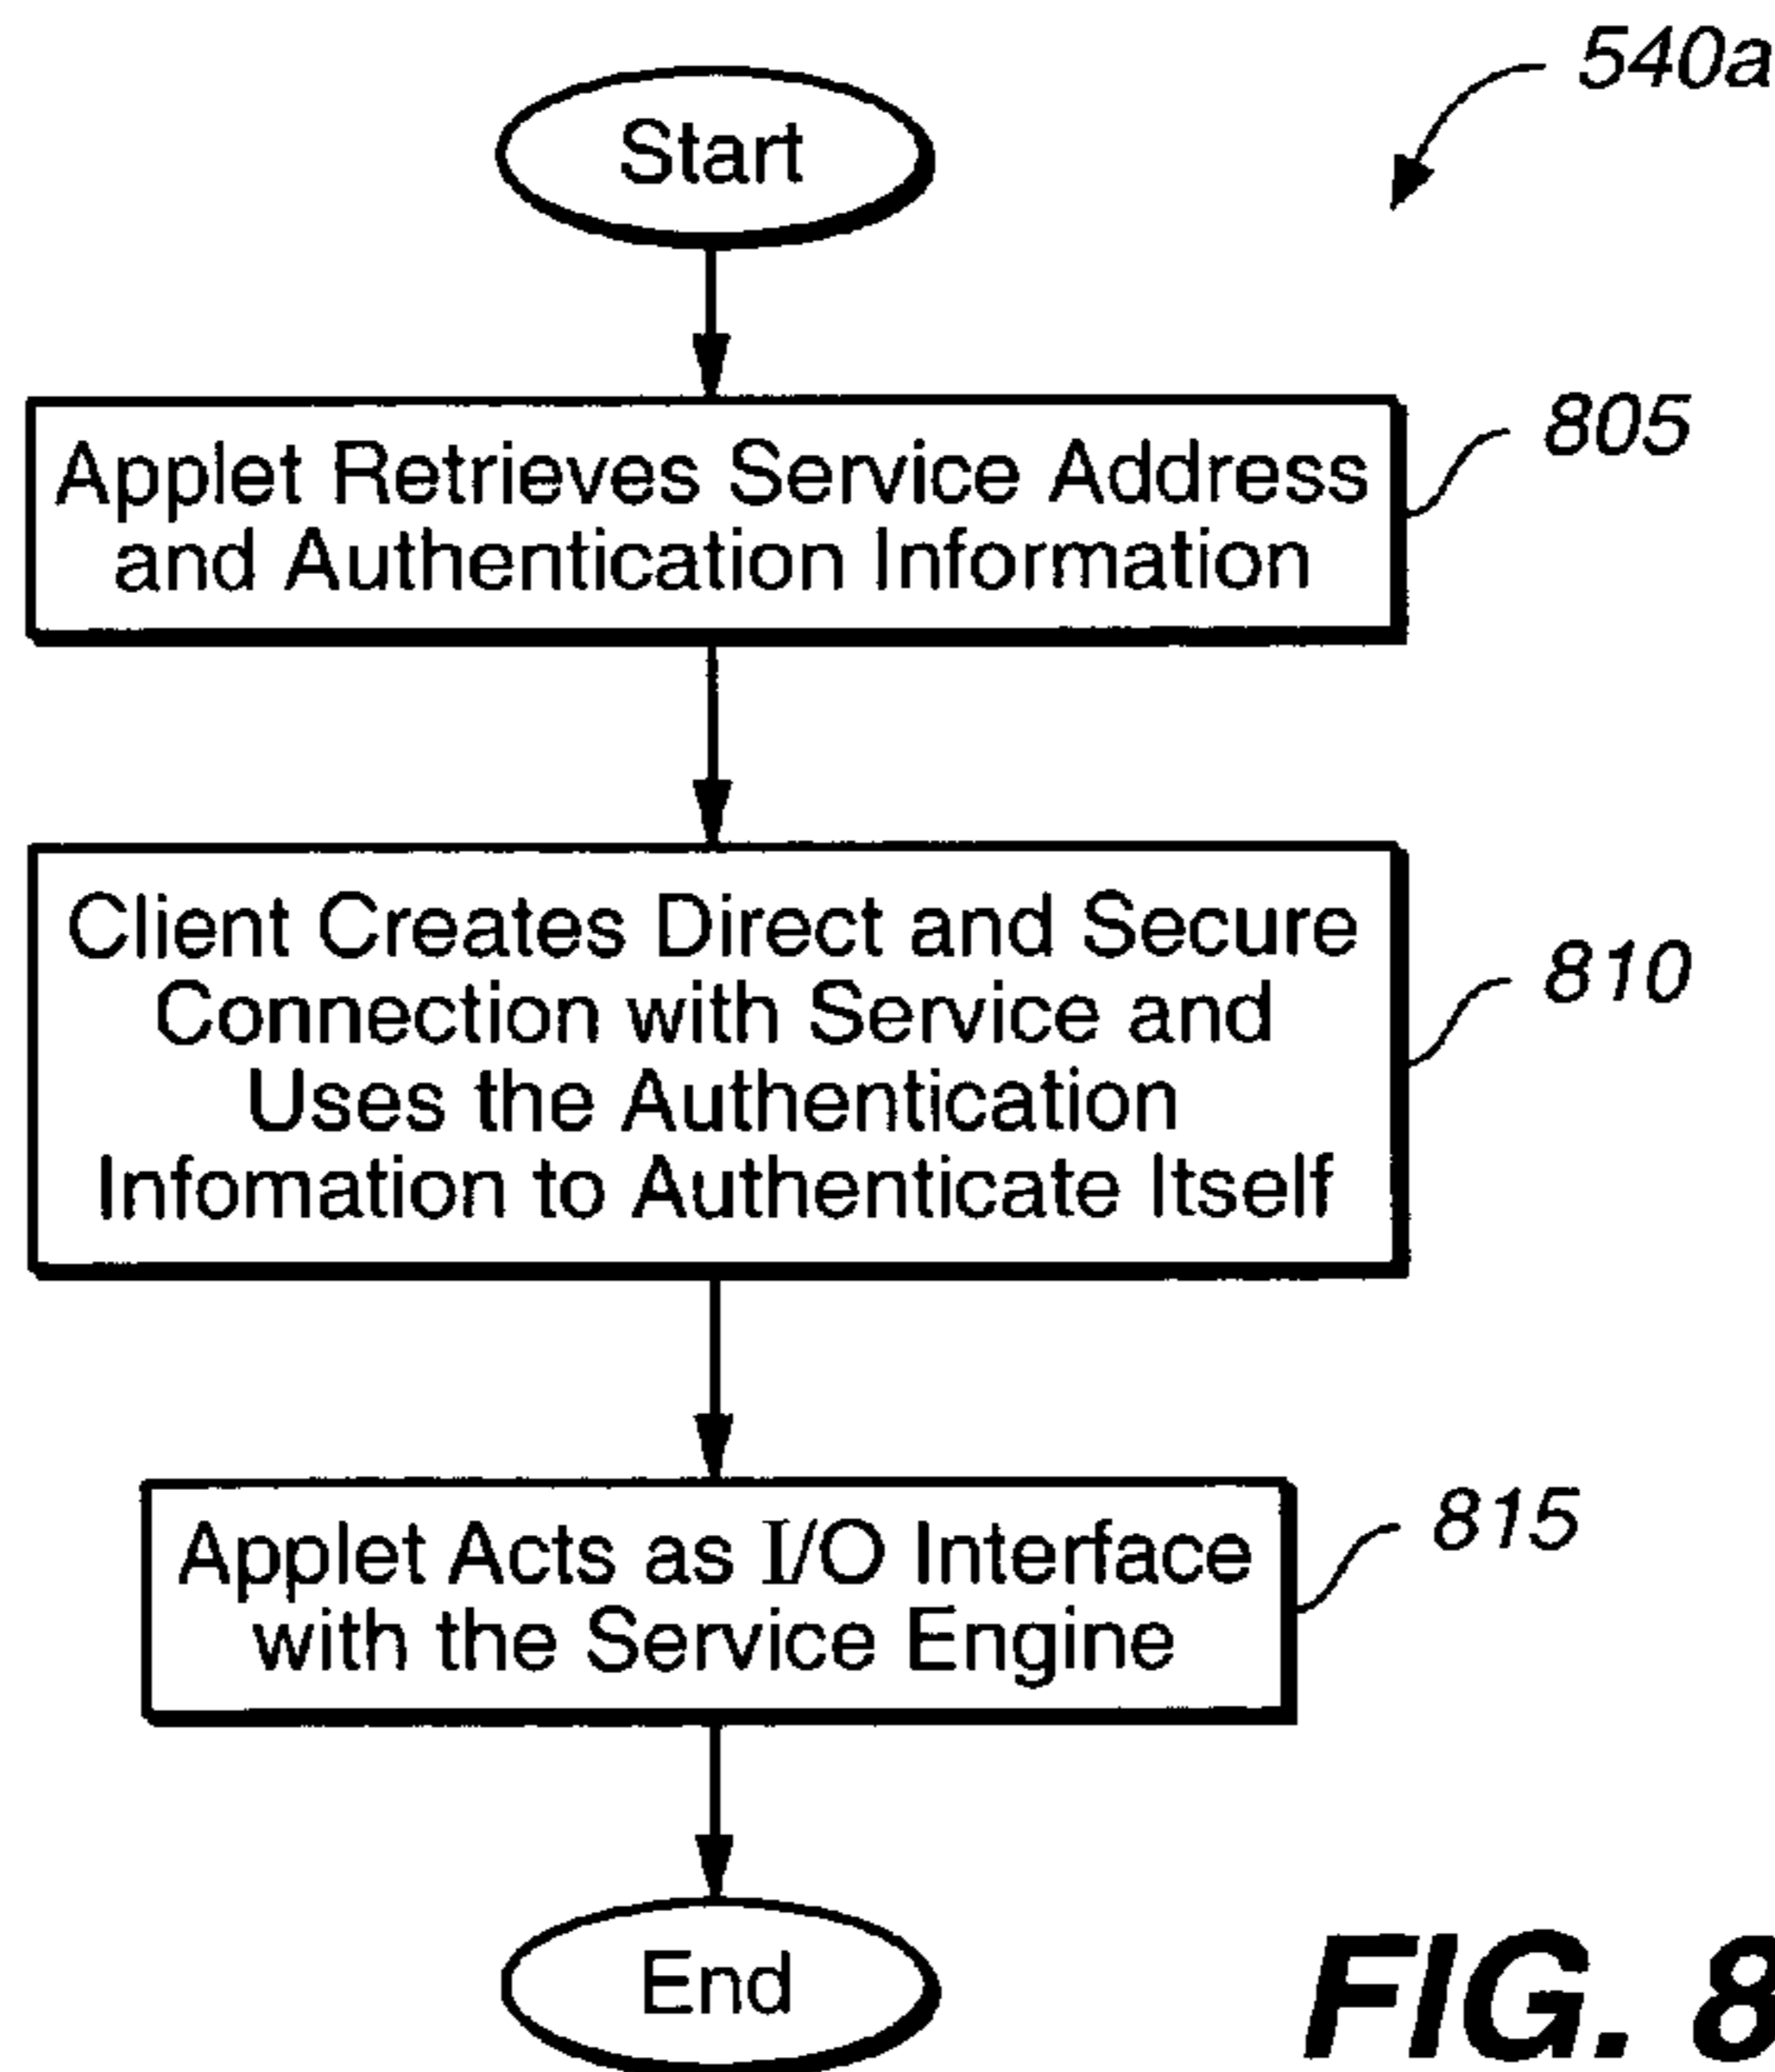 540a
Start
Applet Retrieves Service Address
and Authentication Information
805
Client Creates Direct and Secure
Connection with Service and
Uses the Authentication
Infomation to Authenticate Itself
810
Applet Acts as I/O Interface
with the Service Engine
815
End
FIG. 8